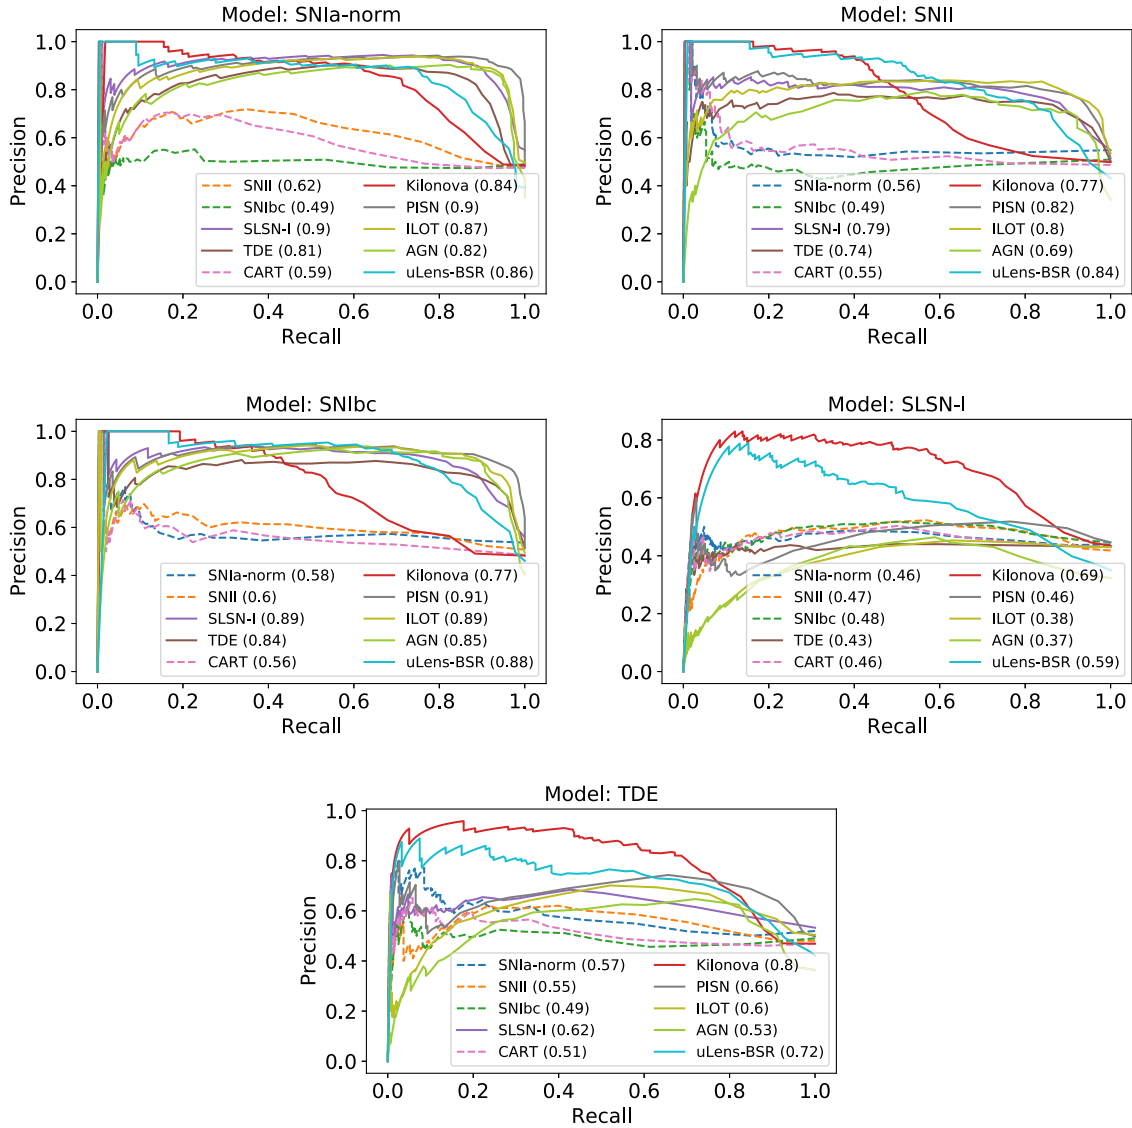 Model: SNIa-norm
Precision
1.0
0.8
0.6
0.4
0.2
0.0
SNII (0.62)
SNIbc (0.49)
SLSN-I (0.9)
TDE (0.81)
CART (0.59)
Kilonova (0.84)
PISN (0.9)
ILOT (0.87)
AGN (0.82)
uLens-BSR (0.86)
0.0 0.2 0.4 0.6 0.8 1.0
Recall
Model: SNII
Precision
1.0
0.8
0.6
0.4
0.2
0.0
SNIa-norm (0.56)
SNIbc (0.49)
SLSN-I (0.79)
TDE (0.74)
CART (0.55)
Kilonova (0.77)
PISN (0.82)
ILOT (0.8)
AGN (0.69)
uLens-BSR (0.84)
0.0 0.2 0.4 0.6 0.8 1.0
Recall
Model: SNIbc
Precision
1.0
0.8
0.6
0.4
0.2
0.0
SNIa-norm (0.58)
SNII (0.6)
SLSN-I (0.89)
TDE (0.84)
CART (0.56)
Kilonova (0.77)
PISN (0.91)
ILOT (0.89)
AGN (0.85)
uLens-BSR (0.88)
0.0 0.2 0.4 0.6 0.8 1.0
Recall
Model: SLSN-I
Precision
0.8
0.6
0.4
0.2
0.0
SNIa-norm (0.46)
SNII (0.47)
SNIbc (0.48)
TDE (0.43)
CART (0.46)
Kilonova (0.69)
PISN (0.46)
ILOT (0.38)
AGN (0.37)
uLens-BSR (0.59)
0.0 0.2 0.4 0.6 0.8 1.0
Recall
Model: TDE
Precision
1.0
0.8
0.6
0.4
0.2
0.0
SNIa-norm (0.57)
SNII (0.55)
SNIbc (0.49)
SLSN-I (0.62)
CART (0.51)
Kilonova (0.8)
PISN (0.66)
ILOT (0.6)
AGN (0.53)
uLens-BSR (0.72)
0.0 0.2 0.4 0.6 0.8 1.0
Recall